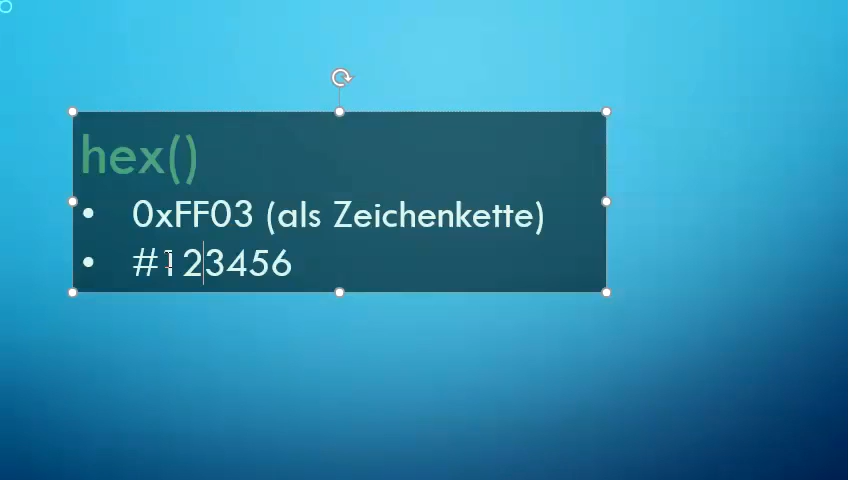 hex()
• 0xFF03 (als Zeichenkette)
• #123456